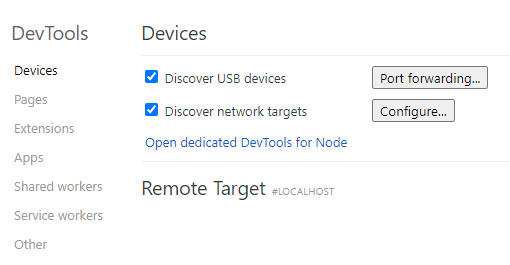 DevTools
Devices
Pages
Extensions
Apps
Shared workers
Service workers
Other
Devices
Discover USB devices
Port forwarding...
Discover network targets
Configure...
Open dedicated DevTools for Node
Remote Target #LOCALHOST